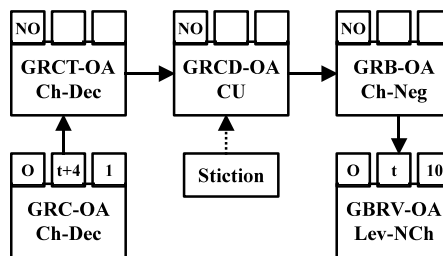 NO
GRCT-OA
Ch-Dec
NO
GRCD-OA
CU
NO
GRB-OA
Ch-Neg
O t+4 1
GRC-OA
Ch-Dec
Stiction
O t 10
GBRV-OA
Lev-NCh